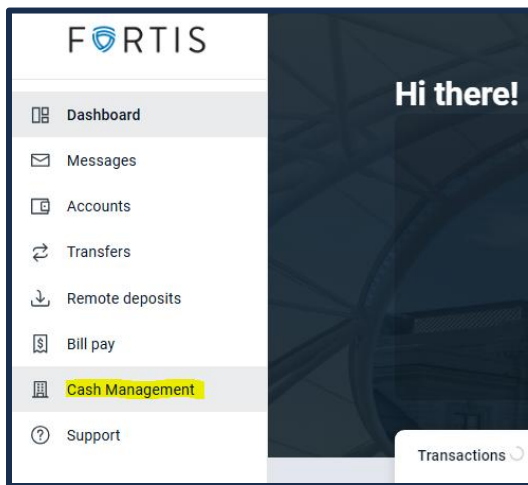 FORTIS
Dashboard
Messages
Accounts
Transfers
Remote deposits
Bill pay
Cash Management
Support
Hi there!
Transactions